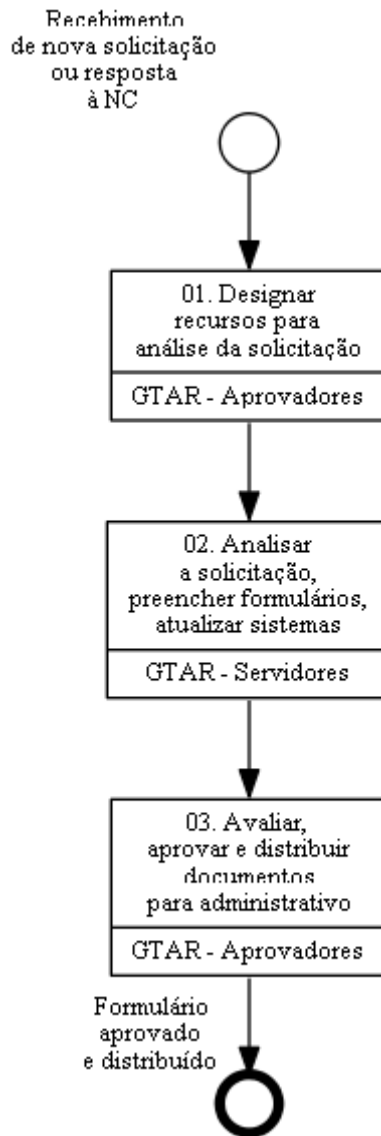 Recebimento
de nova solicitação
ou resposta
à NC
01. Designar
recursos para
análise da solicitação
GTAR - Aprovadores
02. Analisar
a solicitação,
preencher formulários,
atualizar sistemas
GTAR - Servidores
03. Avaliar,
aprovar e distribuir
documentos
para administrativo
GTAR - Aprovadores
Formulário
aprovado
e distribuído